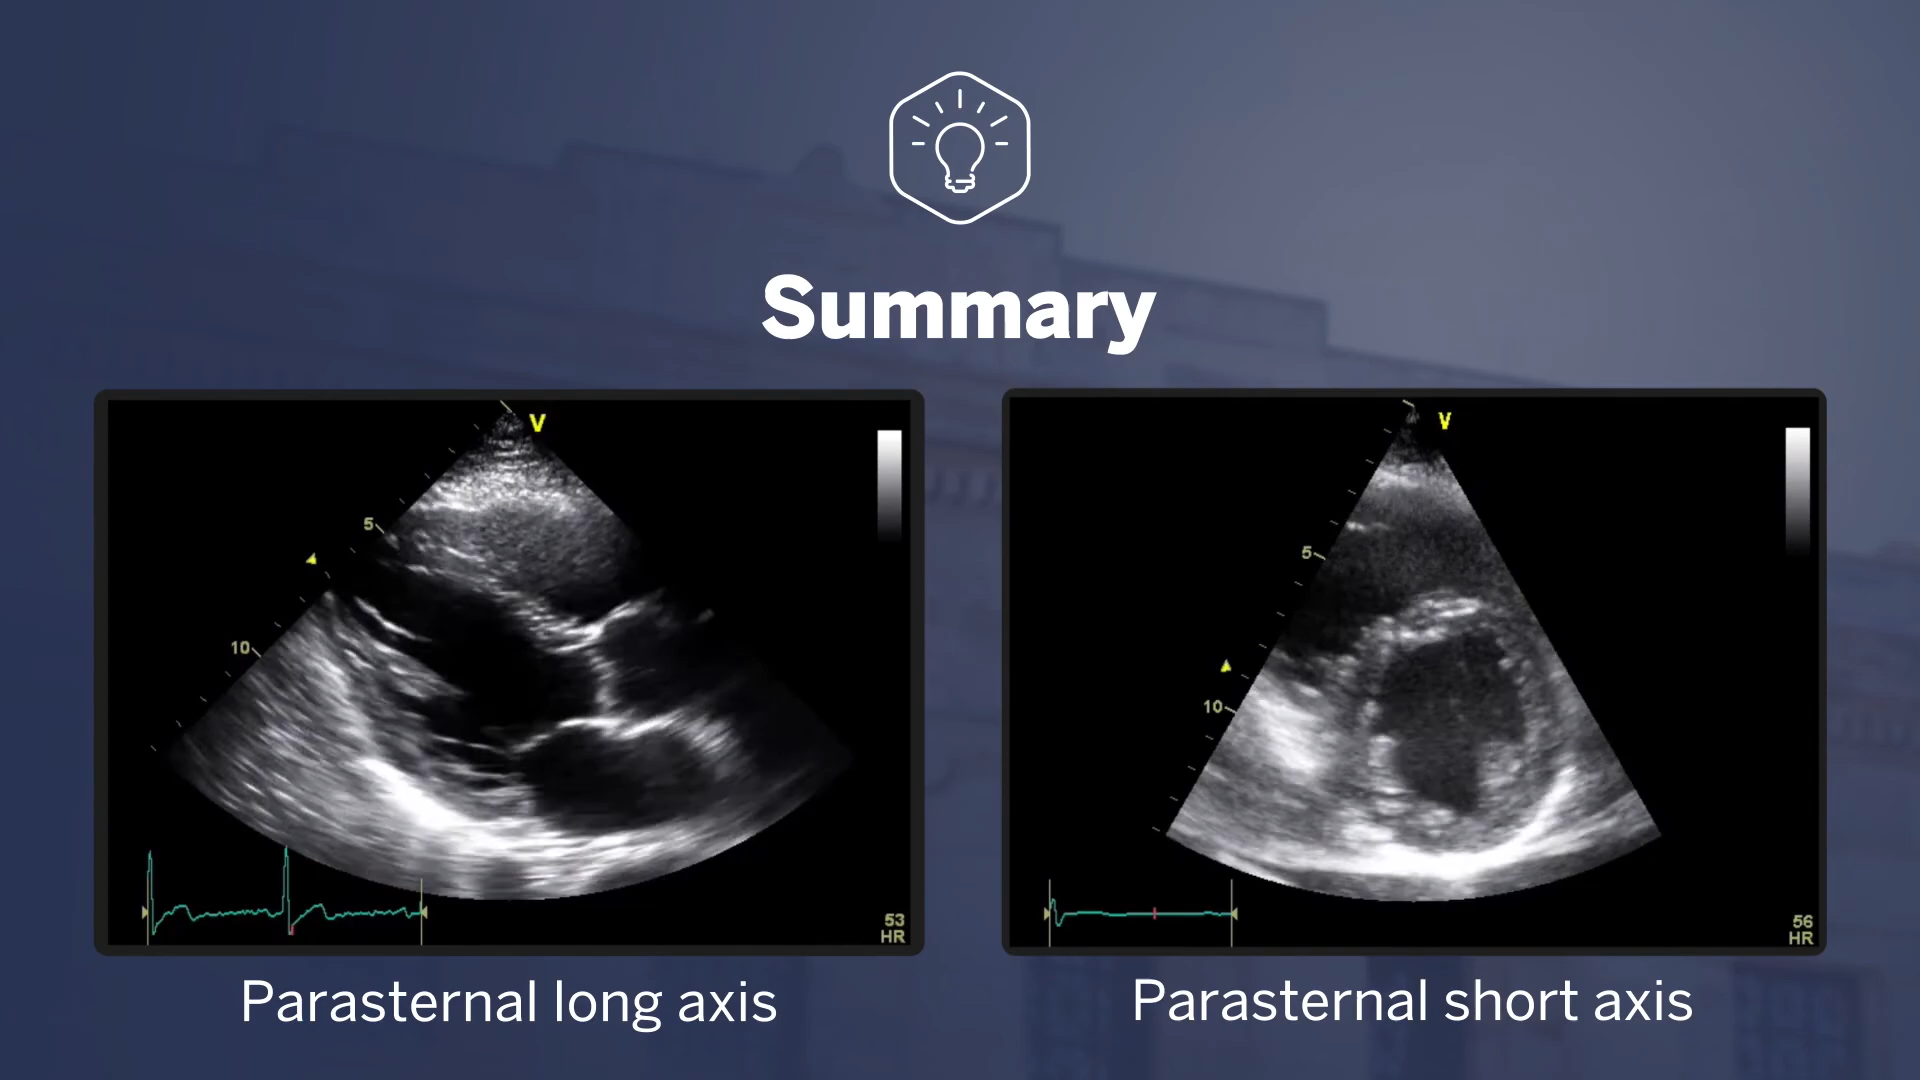 Summary
V
5
10
53
HR
Parasternal long axis
V
5
10
56
HR
Parasternal short axis